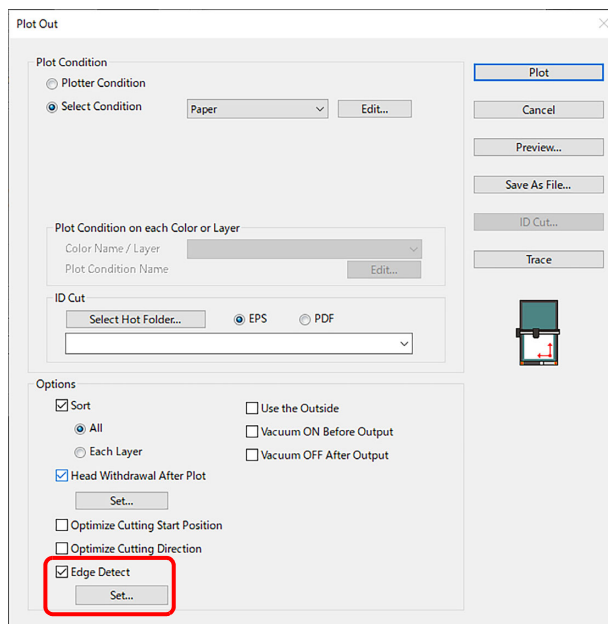 Plot Out
Plot Condition
Plotter Condition
Select Condition
Paper
Edit...
Plot Condition on each Color or Layer
Color Name / Layer
Plot Condition Name
Edit...
ID Cut
Select Hot Folder...
EPS
PDF
Options
Sort
All
Each Layer
Head Withdrawal After Plot
Set...
Optimize Cutting Start Position
Optimize Cutting Direction
Edge Detect
Set...
Use the Outside
Vacuum ON Before Output
Vacuum OFF After Output
Plot
Cancel
Preview...
Save As File...
ID Cut...
Trace